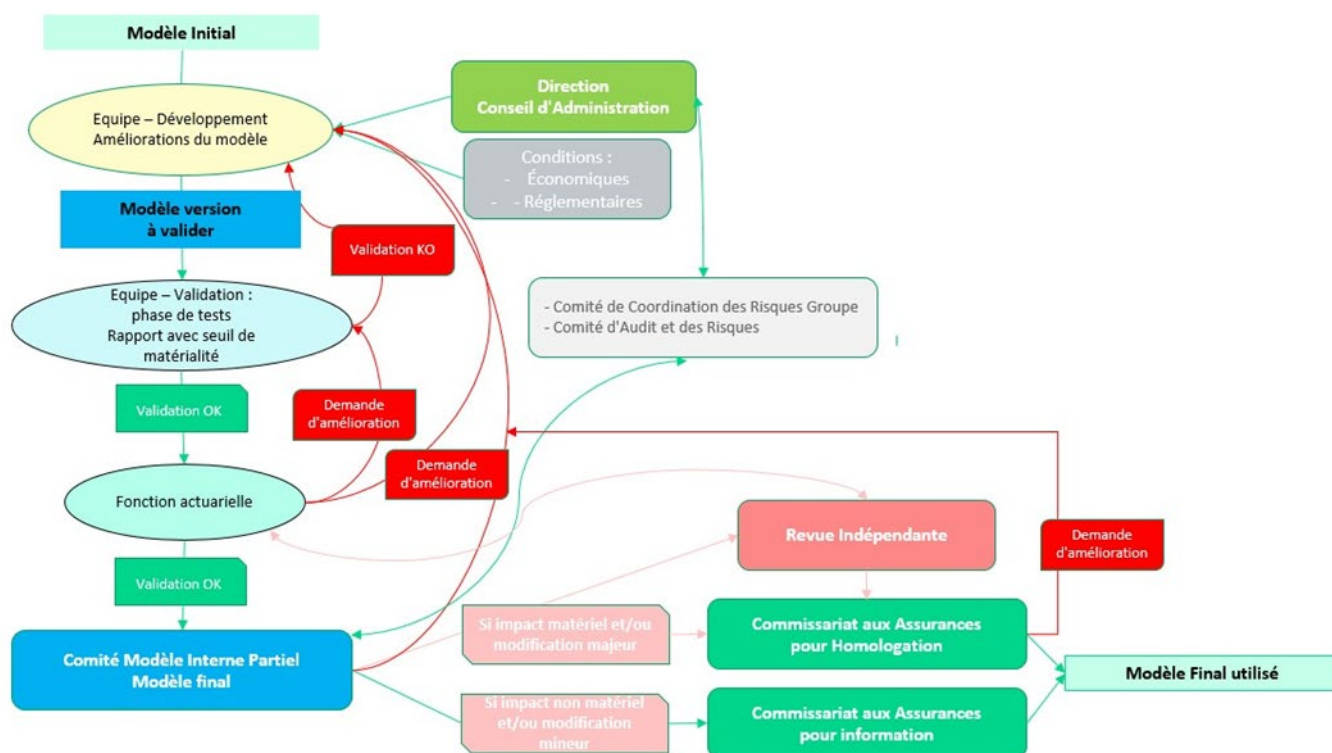 Modèle Initial
Direction
Conseil d'Administration
Equipe – Développement
Améliorations du modèle
Conditions :
- Économiques
- - Réglementaires
Modèle version
à valider
Validation KO
Equipe – Validation :
phase de tests
Rapport avec seuil de
matérialité
- Comité de Coordination des Risques Groupe
- Comité d'Audit et des Risques
Validation OK
Demande
d'amélioration
Demande
d'amélioration
Fonction actuarielle
Revue Indépendante
Demande
d'amélioration
Validation OK
Si impact matériel et/ou
modification majeur
Commissariat aux Assurances
pour Homologation
Comité Modèle Interne Partiel
Modèle final
Modèle Final utilisé
Si impact non matériel
et/ou modification
mineur
Commissariat aux Assurances
pour information